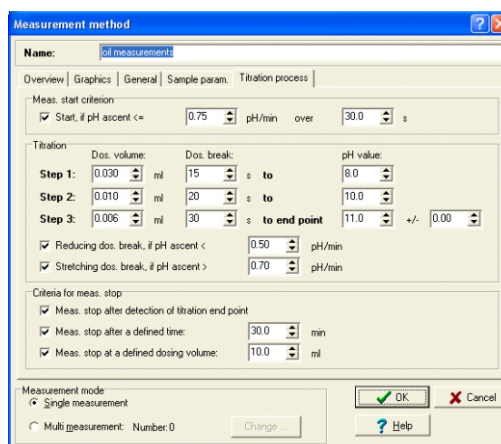 Measurement method
Name: oil measurements
Overview Graphics General Sample param. Titration process
Meas. start criterion
Start, if pH ascent <= 0.75 pH/min over 30.0 s
Titration
Dos. volume: Dos. break: pH value:
Step 1: 0.030 ml 15 s to 8.0
Step 2: 0.010 ml 20 s to 10.0
Step 3: 0.006 ml 30 s to end point 11.0 +/- 0.00
Reducing dos. break, if pH ascent < 0.50 pH/min
Stretching dos. break, if pH ascent > 0.70 pH/min
Criteria for meas. stop
Meas. stop after detection of titration end point
Meas. stop after a defined time: 30.0 min
Meas. stop at a defined dosing volume: 10.0 ml
Measurement mode
Single measurement
Multi measurement: Number: 0 Change ...
OK Cancel
? Help